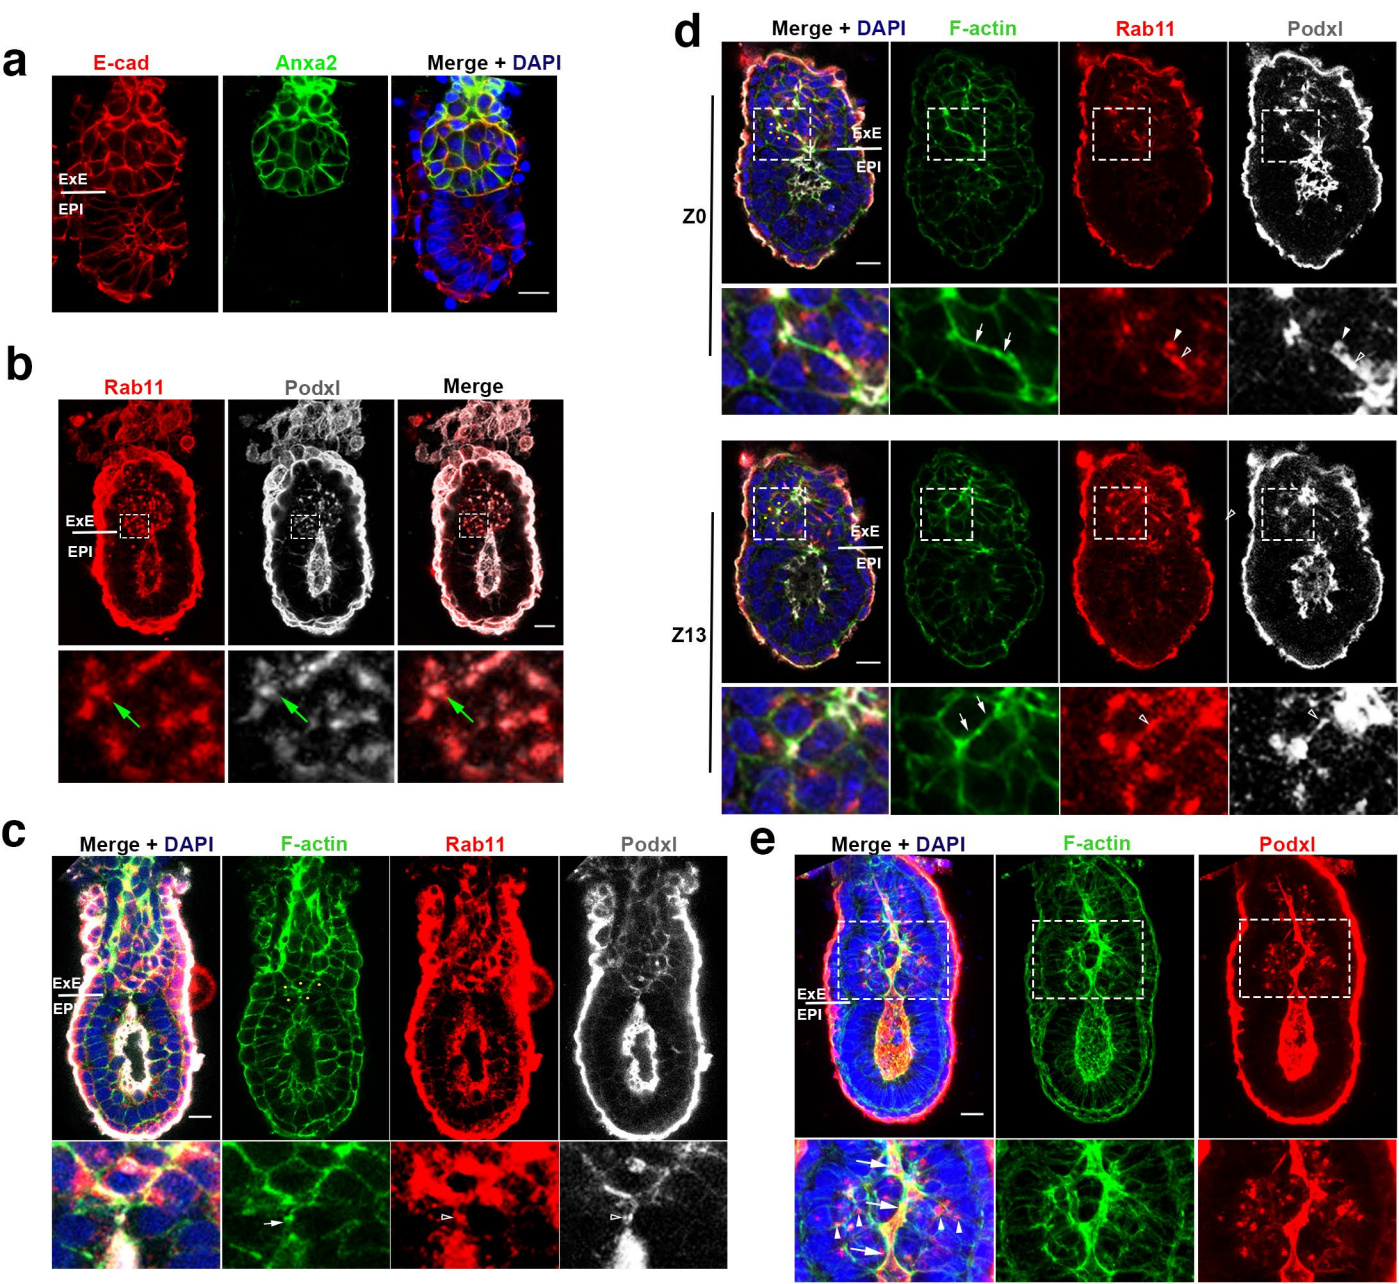 a
E-cad
Anxa2
Merge + DAPI
ExE
EPI
b
Rab11
Podxl
Merge
ExE
EPI
c
Merge + DAPI
F-actin
Rab11
Podxl
ExE
EPI
d
Merge + DAPI
F-actin
Rab11
Podxl
Z0
ExE
EPI
Z13
ExE
EPI
e
Merge + DAPI
F-actin
Podxl
ExE
EPI